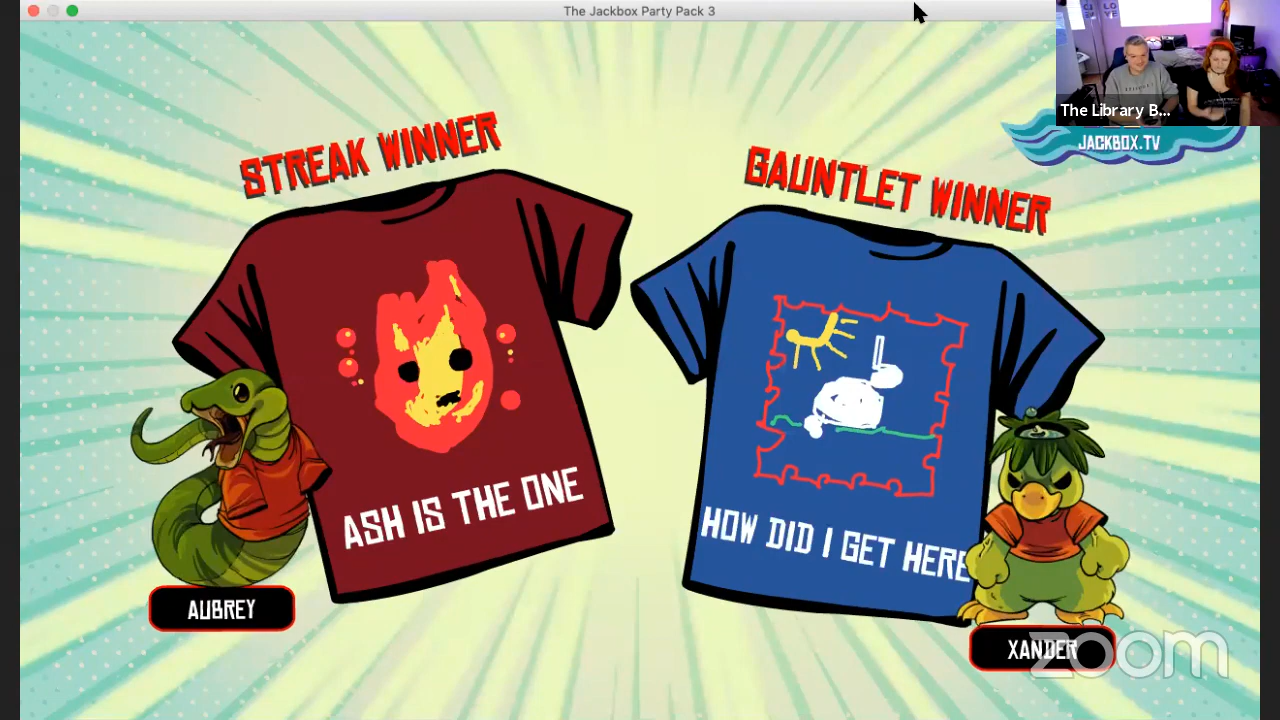 The Jackbox Party Pack 3
The Library B...
JACKBOX.TV
STREAK WINNER
GAUNTLET WINNER
ASH IS THE ONE
HOW DID I GET HERE
AUBREY
XANDER
zoom